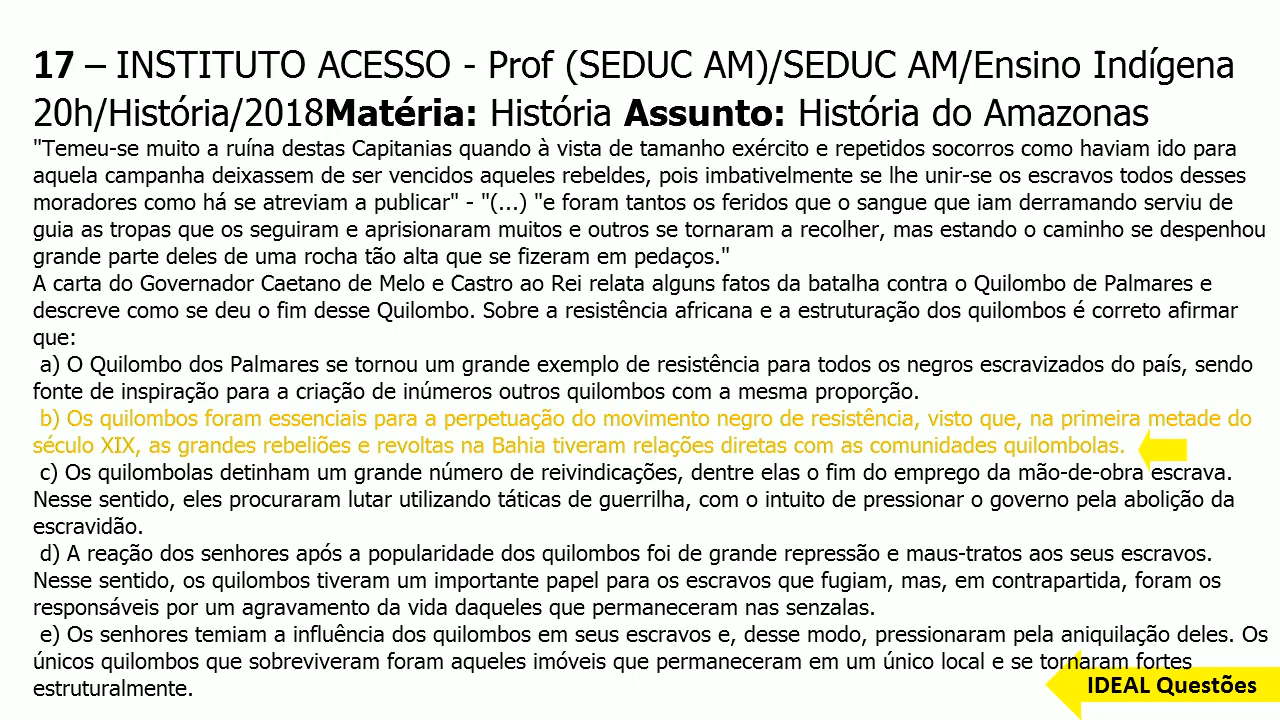 17 – INSTITUTO ACESSO - Prof (SEDUC AM)/SEDUC AM/Ensino Indígena
20h/História/2018Matéria: História Assunto: História do Amazonas
"Temeu-se muito a ruína destas Capitanias quando à vista de tamanho exército e repetidos socorros como haviam ido para
aquela campanha deixassem de ser vencidos aqueles rebeldes, pois imbativelmente se lhe unir-se os escravos todos desses
moradores como há se atreviam a publicar" - "(...) "e foram tantos os feridos que o sangue que iam derramando serviu de
guia as tropas que os seguiram e aprisionaram muitos e outros se tornaram a recolher, mas estando o caminho se despenhou
grande parte deles de uma rocha tão alta que se fizeram em pedaços."
A carta do Governador Caetano de Melo e Castro ao Rei relata alguns fatos da batalha contra o Quilombo de Palmares e
descreve como se deu o fim desse Quilombo. Sobre a resistência africana e a estruturação dos quilombos é correto afirmar
que:
a) O Quilombo dos Palmares se tornou um grande exemplo de resistência para todos os negros escravizados do país, sendo
fonte de inspiração para a criação de inúmeros outros quilombos com a mesma proporção.
b) Os quilombos foram essenciais para a perpetuação do movimento negro de resistência, visto que, na primeira metade do
século XIX, as grandes rebeliões e revoltas na Bahia tiveram relações diretas com as comunidades quilombolas.
c) Os quilombolas detinham um grande número de reivindicações, dentre elas o fim do emprego da mão-de-obra escrava.
Nesse sentido, eles procuraram lutar utilizando táticas de guerrilha, com o intuito de pressionar o governo pela abolição da
escravidão.
d) A reação dos senhores após a popularidade dos quilombos foi de grande repressão e maus-tratos aos seus escravos.
Nesse sentido, os quilombos tiveram um importante papel para os escravos que fugiam, mas, em contrapartida, foram os
responsáveis por um agravamento da vida daqueles que permaneceram nas senzalas.
e) Os senhores temiam a influência dos quilombos em seus escravos e, desse modo, pressionaram pela aniquilação deles. Os
únicos quilombos que sobreviveram foram aqueles imóveis que permaneceram em um único local e se tornaram fortes
estruturalmente.
IDEAL Questões